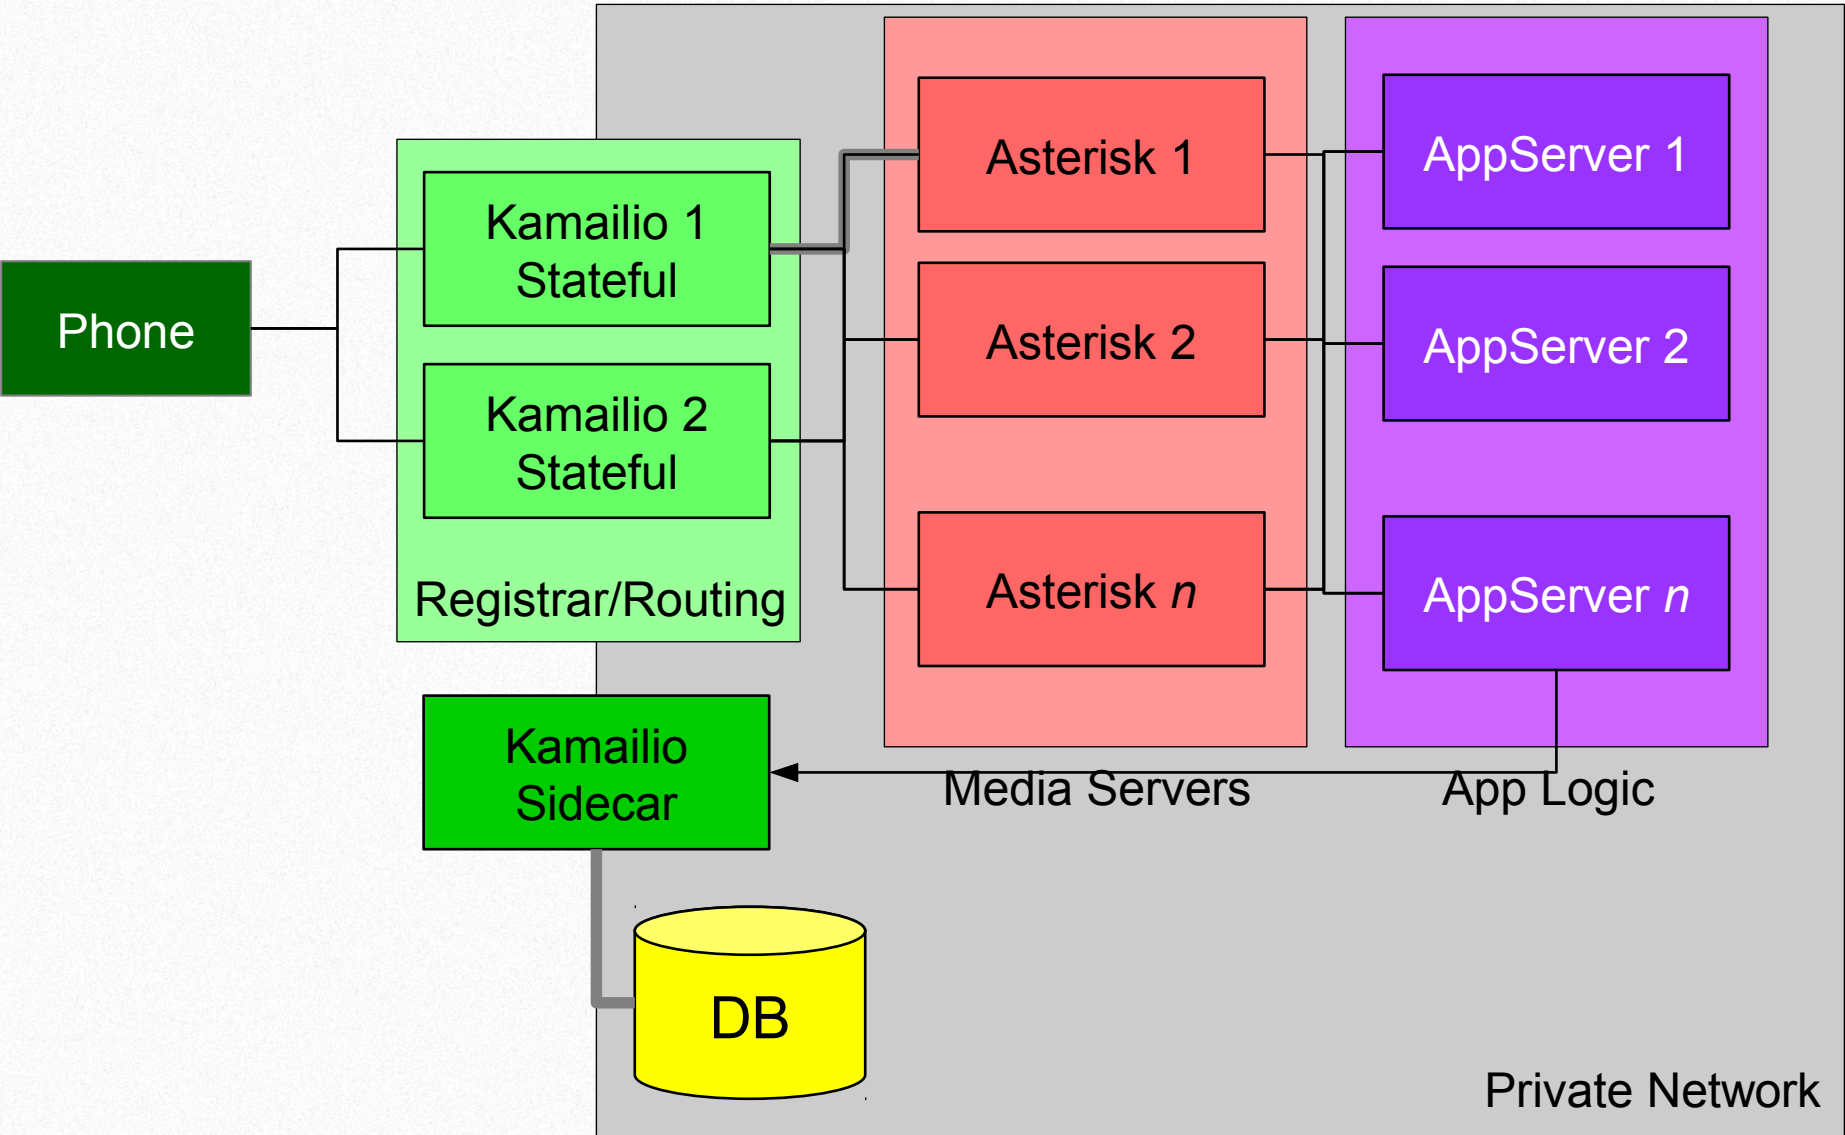 Phone
Kamailio 1
Stateful
Kamailio 2
Stateful
Registrar/Routing
Kamailio
Sidecar
DB
Asterisk 1
Asterisk 2
Asterisk n
Media Servers
AppServer 1
AppServer 2
AppServer n
App Logic
Private Network